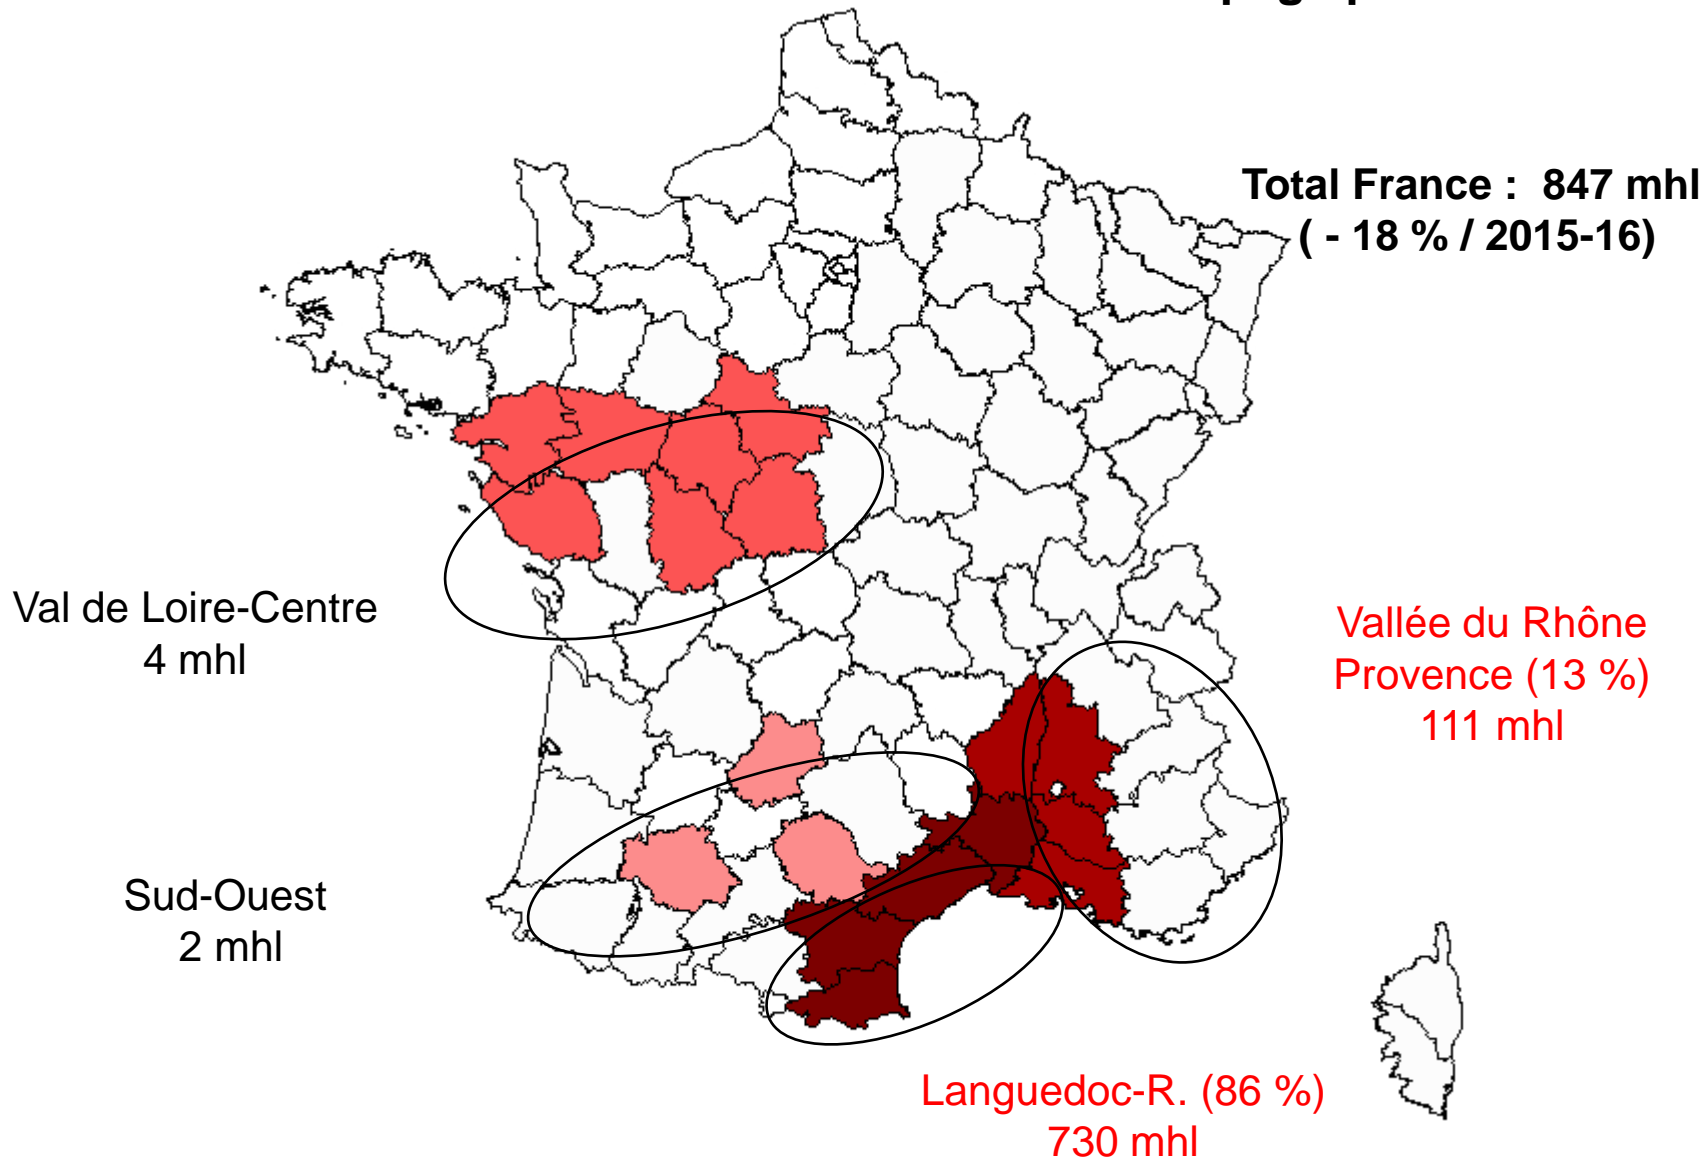 Total France : 847 mhl
( - 18 % / 2015-16)
Val de Loire-Centre
4 mhl
Vallée du Rhône
Provence (13 %)
111 mhl
Sud-Ouest
2 mhl
Languedoc-R. (86 %)
730 mhl